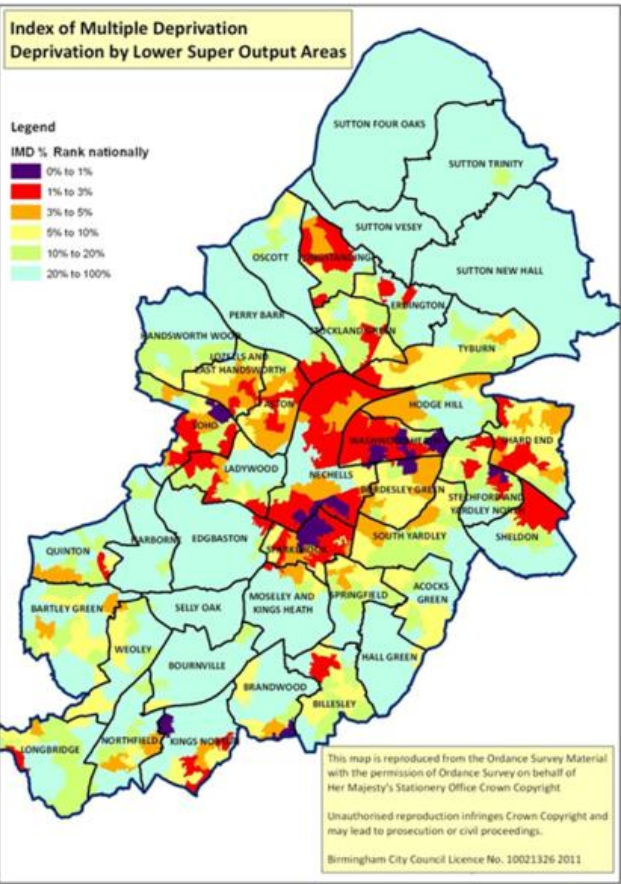 Index of Multiple Deprivation
Deprivation by Lower Super Output Areas
Legend
IMD % Rank nationally
0% to 1%
1% to 3%
3% to 5%
5% to 10%
10% to 20%
20% to 100%
SUTTON FOUR OAKS
SUTTON TRINITY
SUTTON VESEY
OSCOTT
KINGSTANDING
SUTTON NEW HALL
ERDINGTON
PERRY BARR
STOCKLAND GREEN
HANDSWORTH WOOD
TYBURN
LOZELLS AND
EAST HANDSWORTH
ASTON
HODGE HILL
SOHO
WASHWOOD HEATH
SHARD END
LADYWOOD
NECHELLS
BORDESLEY GREEN
STECHFORD AND
YARDLEY NORTH
HARBORNE
EDGBASTON
SPARKBROOK
SOUTH YARDLEY
SHELDON
QUINTON
ACOCKS
GREEN
BARTLEY GREEN
SELLY OAK
MOSELEY AND
KINGS HEATH
SPRINGFIELD
WEOLEY
BOURNVILLE
HALL GREEN
BRANDWOOD
BILLESLEY
LONGBRIDGE
NORTHFIELD
KINGS NORTON
This map is reproduced from the Ordance Survey Material
with the permission of Ordance Survey on behalf of
Her Majesty's Stationery Office Crown Copyright
Unauthorised reproduction infringes Crown Copyright and
may lead to prosecution or civil proceedings.
Birmingham City Council Licence No. 10021326 2011